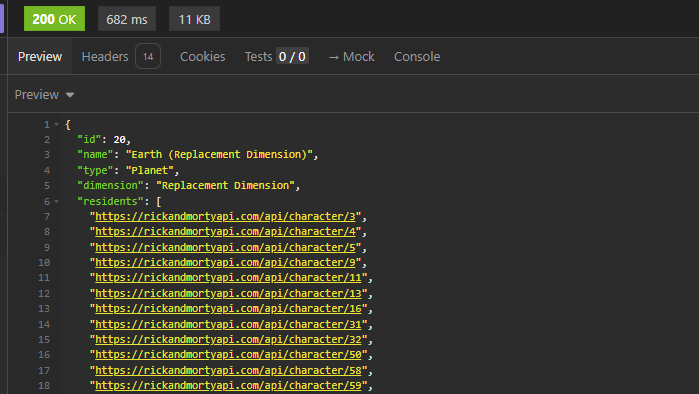 200 OK 682 ms 11 KB
Preview Headers 14 Cookies Tests 0 / 0 → Mock Console
Preview
1 {
2 "id": 20,
3 "name": "Earth (Replacement Dimension)",
4 "type": "Planet",
5 "dimension": "Replacement Dimension",
6 "residents": [
7 "https://rickandmortyapi.com/api/character/3",
8 "https://rickandmortyapi.com/api/character/4",
9 "https://rickandmortyapi.com/api/character/5",
10 "https://rickandmortyapi.com/api/character/9",
11 "https://rickandmortyapi.com/api/character/11",
12 "https://rickandmortyapi.com/api/character/13",
13 "https://rickandmortyapi.com/api/character/16",
14 "https://rickandmortyapi.com/api/character/31",
15 "https://rickandmortyapi.com/api/character/32",
16 "https://rickandmortyapi.com/api/character/50",
17 "https://rickandmortyapi.com/api/character/58",
18 "https://rickandmortyapi.com/api/character/59",